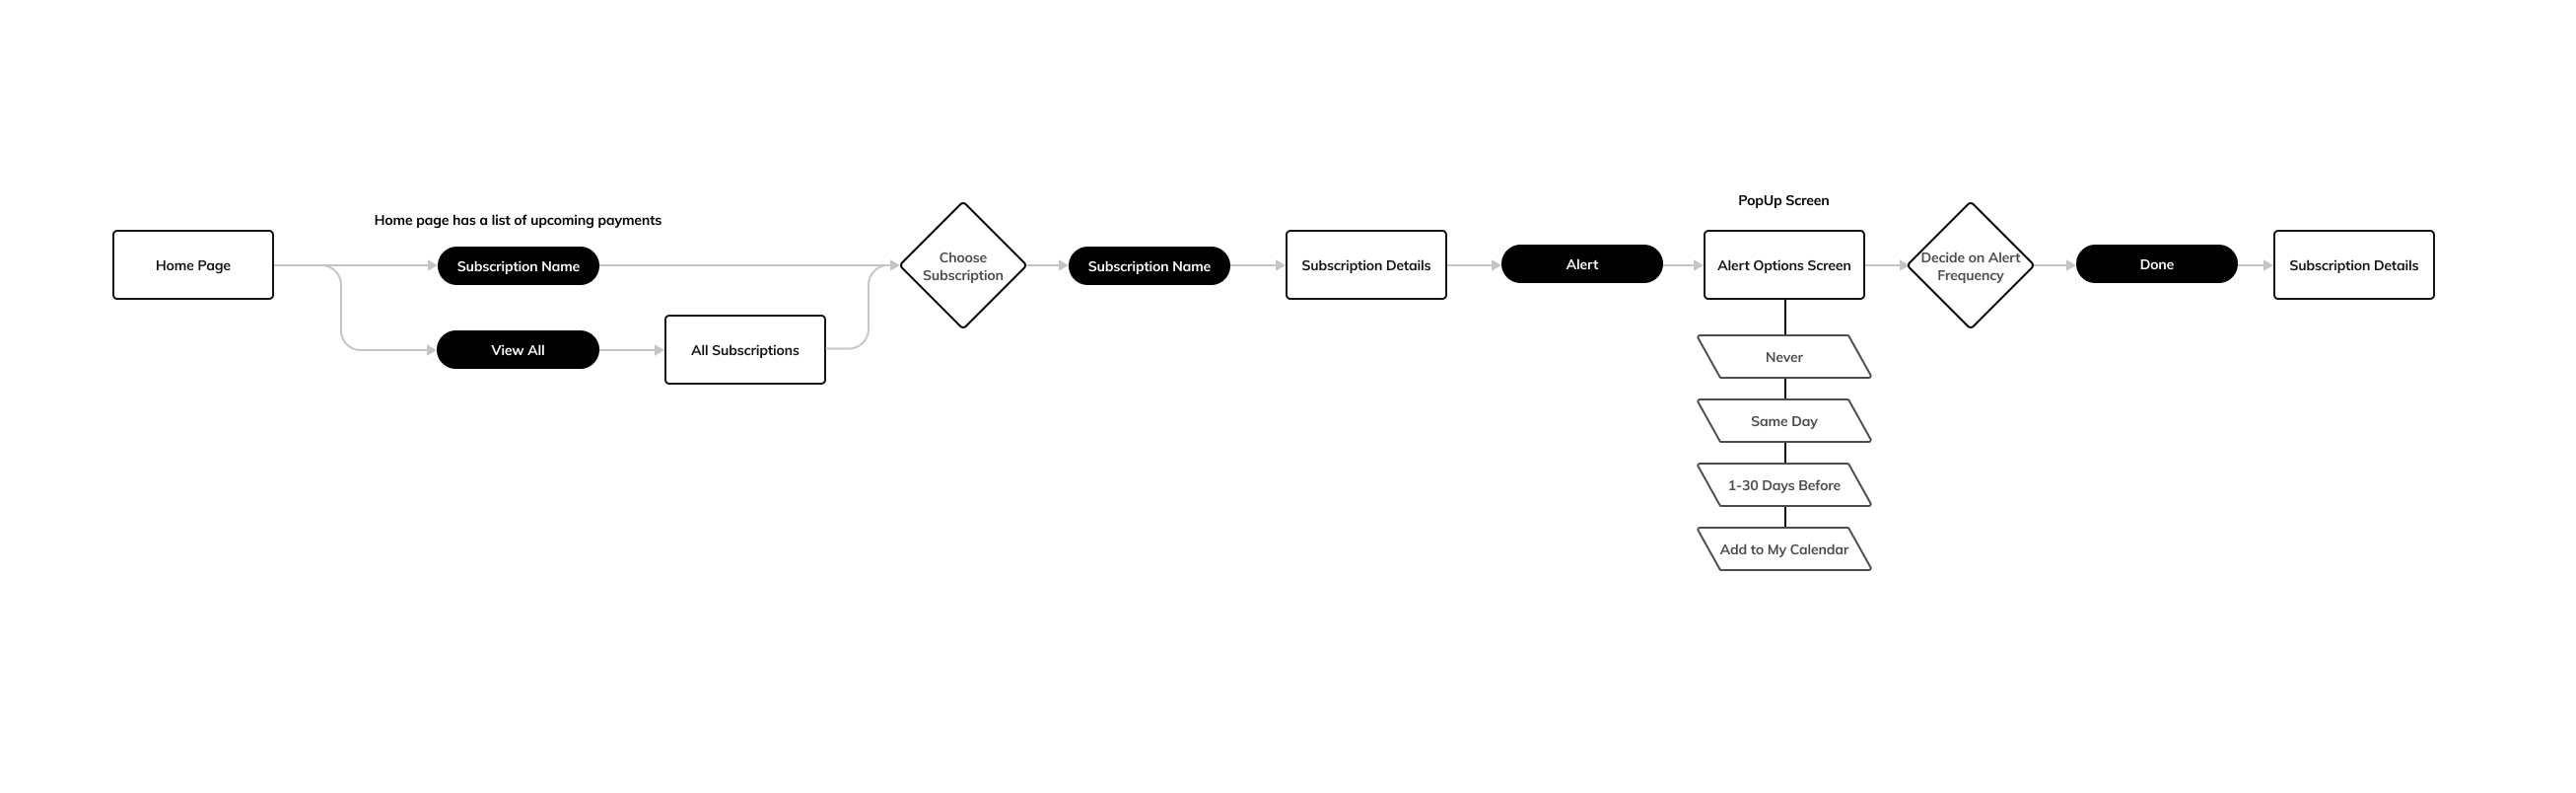 Home Page
Home page has a list of upcoming payments
Subscription Name
View All
All Subscriptions
Choose
Subscription
Subscription Name
Subscription Details
Alert
PopUp Screen
Alert Options Screen
Never
Same Day
1-30 Days Before
Add to My Calendar
Decide on Alert
Frequency
Done
Subscription Details